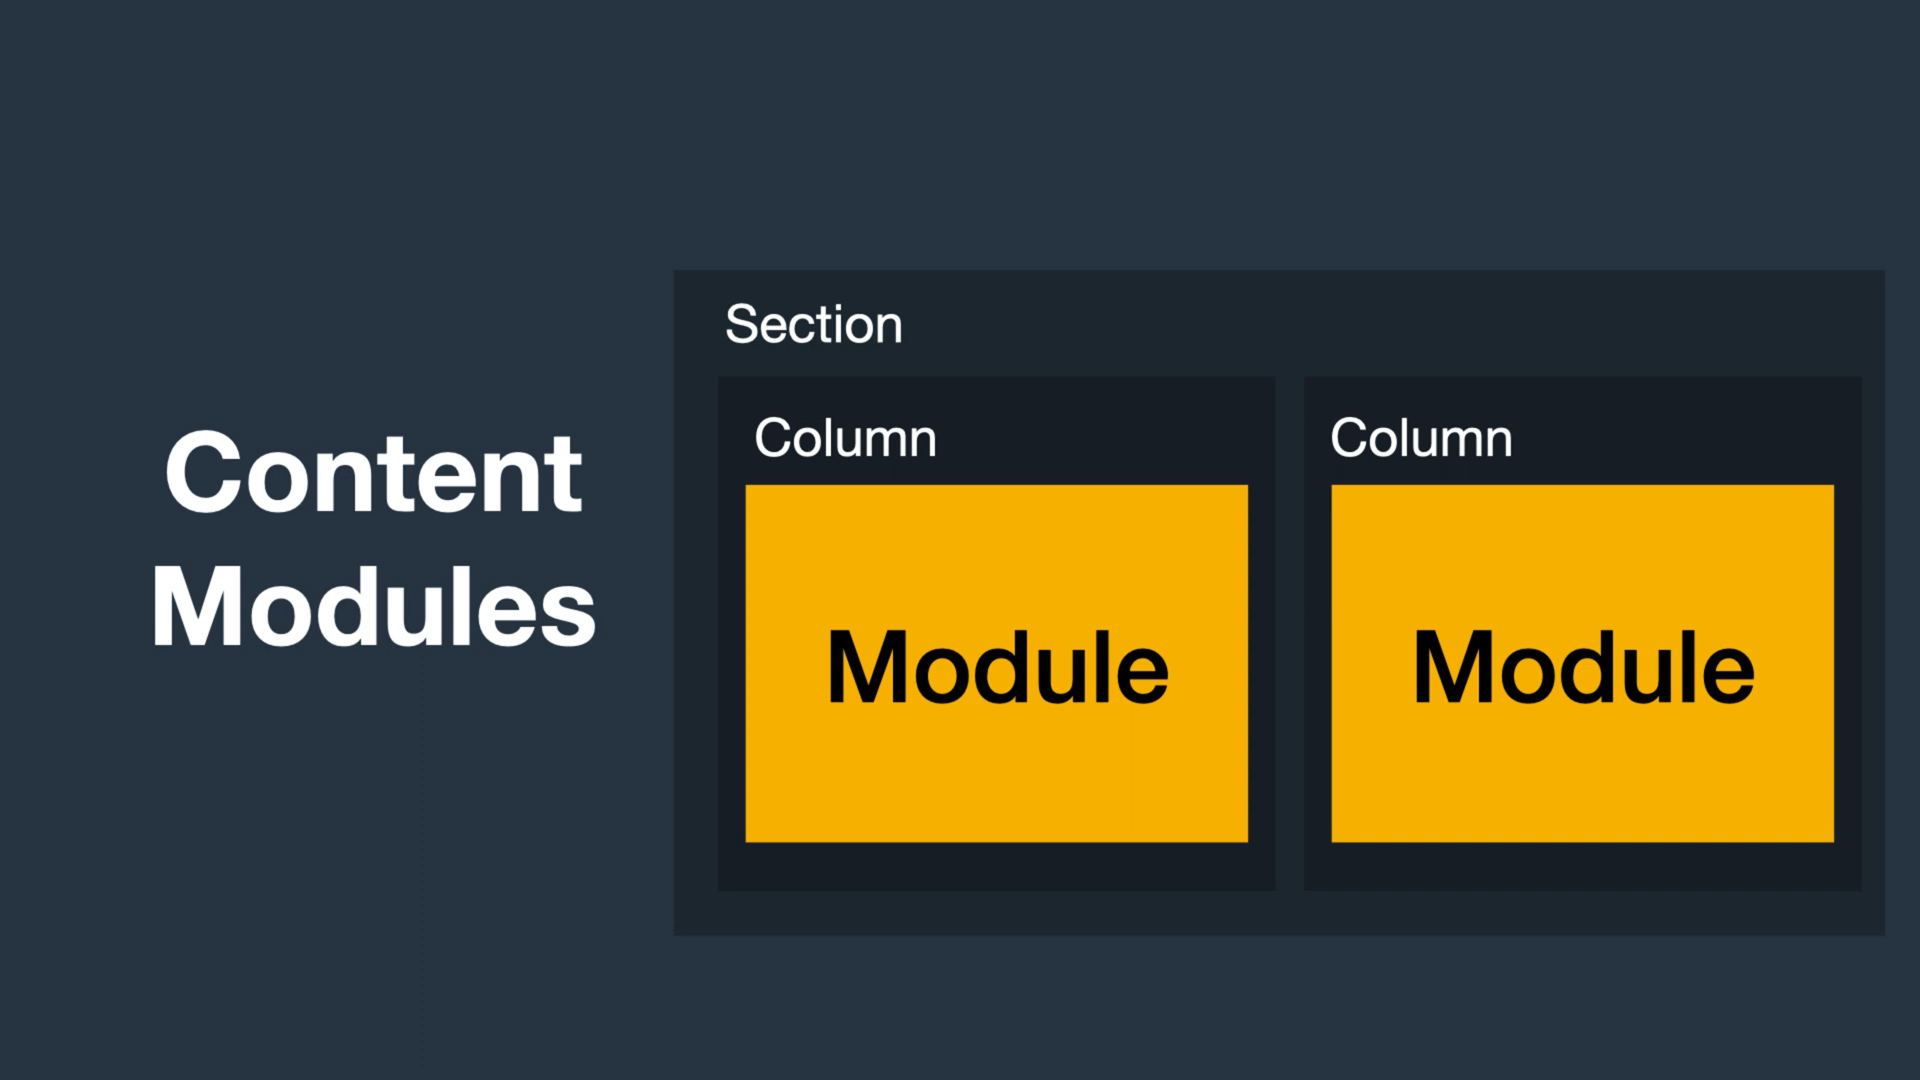 Content
Modules
Section
Column
Module
Column
Module